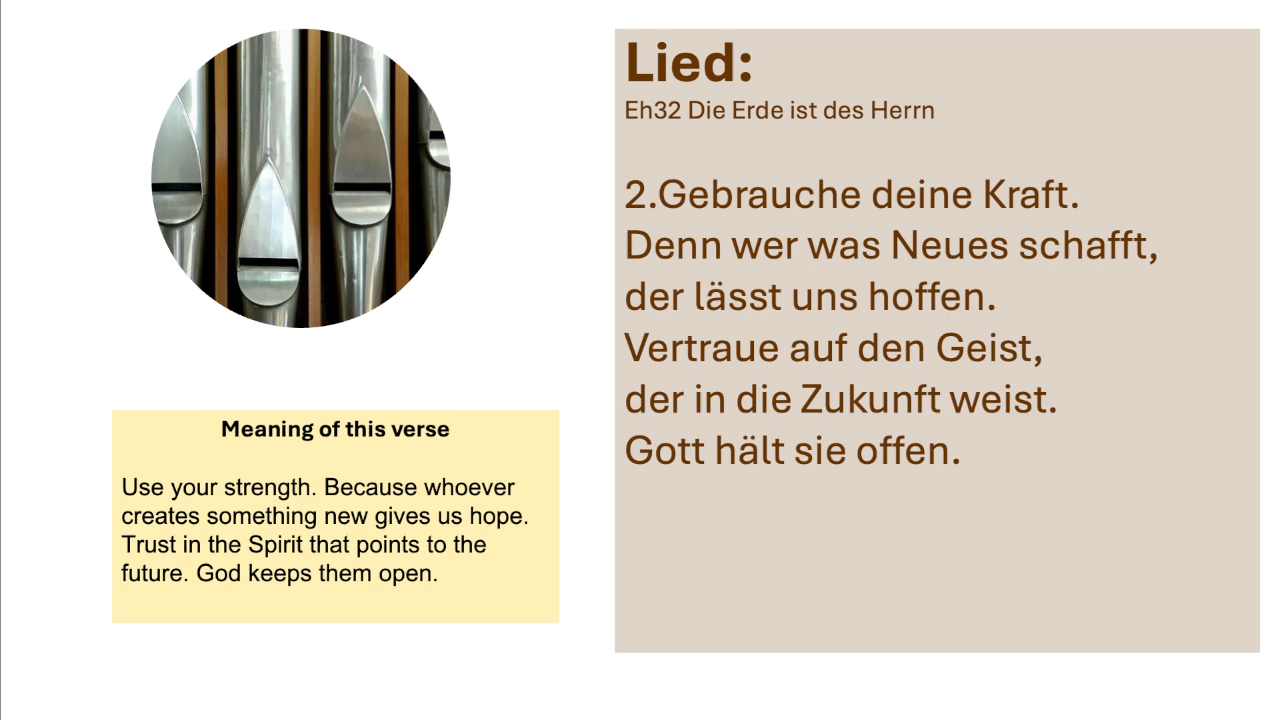 Lied:
Eh32 Die Erde ist des Herrn
2.Gebrauche deine Kraft.
Denn wer was Neues schafft,
der lässt uns hoffen.
Vertraue auf den Geist,
der in die Zukunft weist.
Gott hält sie offen.
Meaning of this verse
Use your strength. Because whoever
creates something new gives us hope.
Trust in the Spirit that points to the
future. God keeps them open.